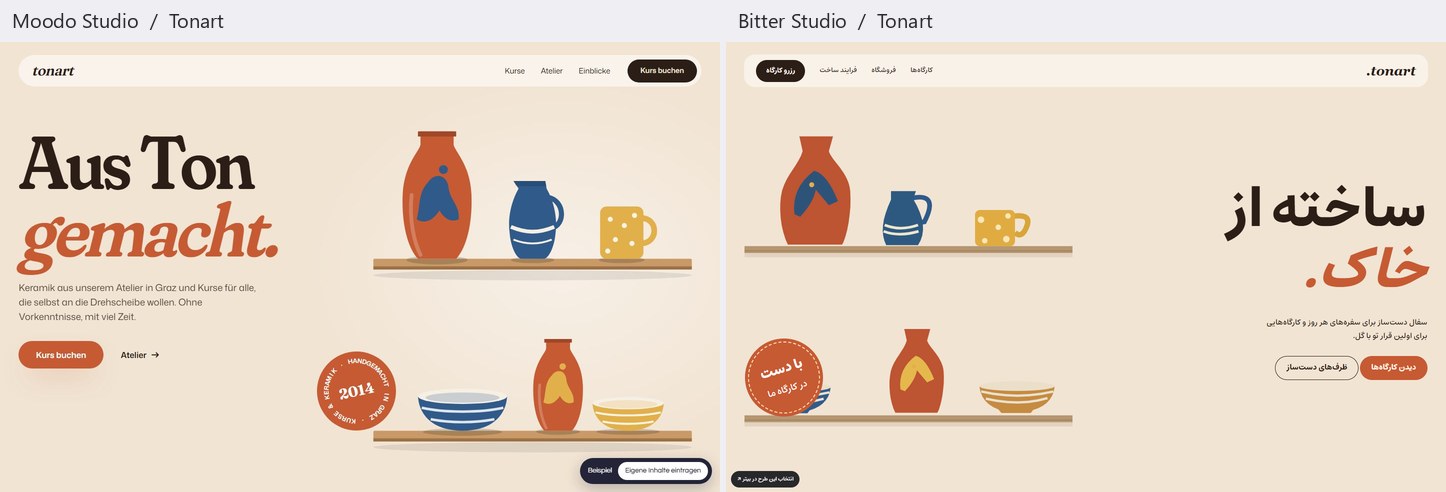 Moodo Studio / Tonart
tonart
Kurse
Atelier
Einblicke
Kurs buchen
Aus Ton
gemacht.
Keramik aus unserem Atelier in Graz und Kurse für alle,
die selbst an die Drehscheibe wollen. Ohne
Vorkenntnisse, mit viel Zeit.
Kurs buchen
Atelier →
HANDGEMACHT IN GRAZ · KURSE & KERAMIK ·
2014
Beispiel
Eigene Inhalte eintragen
Bitter Studio / Tonart
tonart.
کارگاه‌ها
فروشگاه
فرایند ساخت
رزرو کارگاه
ساخته از
خاک.
سفال دست‌ساز برای سفره‌های هر روز و کارگاه‌هایی
برای اولین قرار تو با گل.
دیدن کارگاه‌ها
ظرف‌های دست‌ساز
با دست
در کارگاه ما
انتخاب این طرح در بیتر